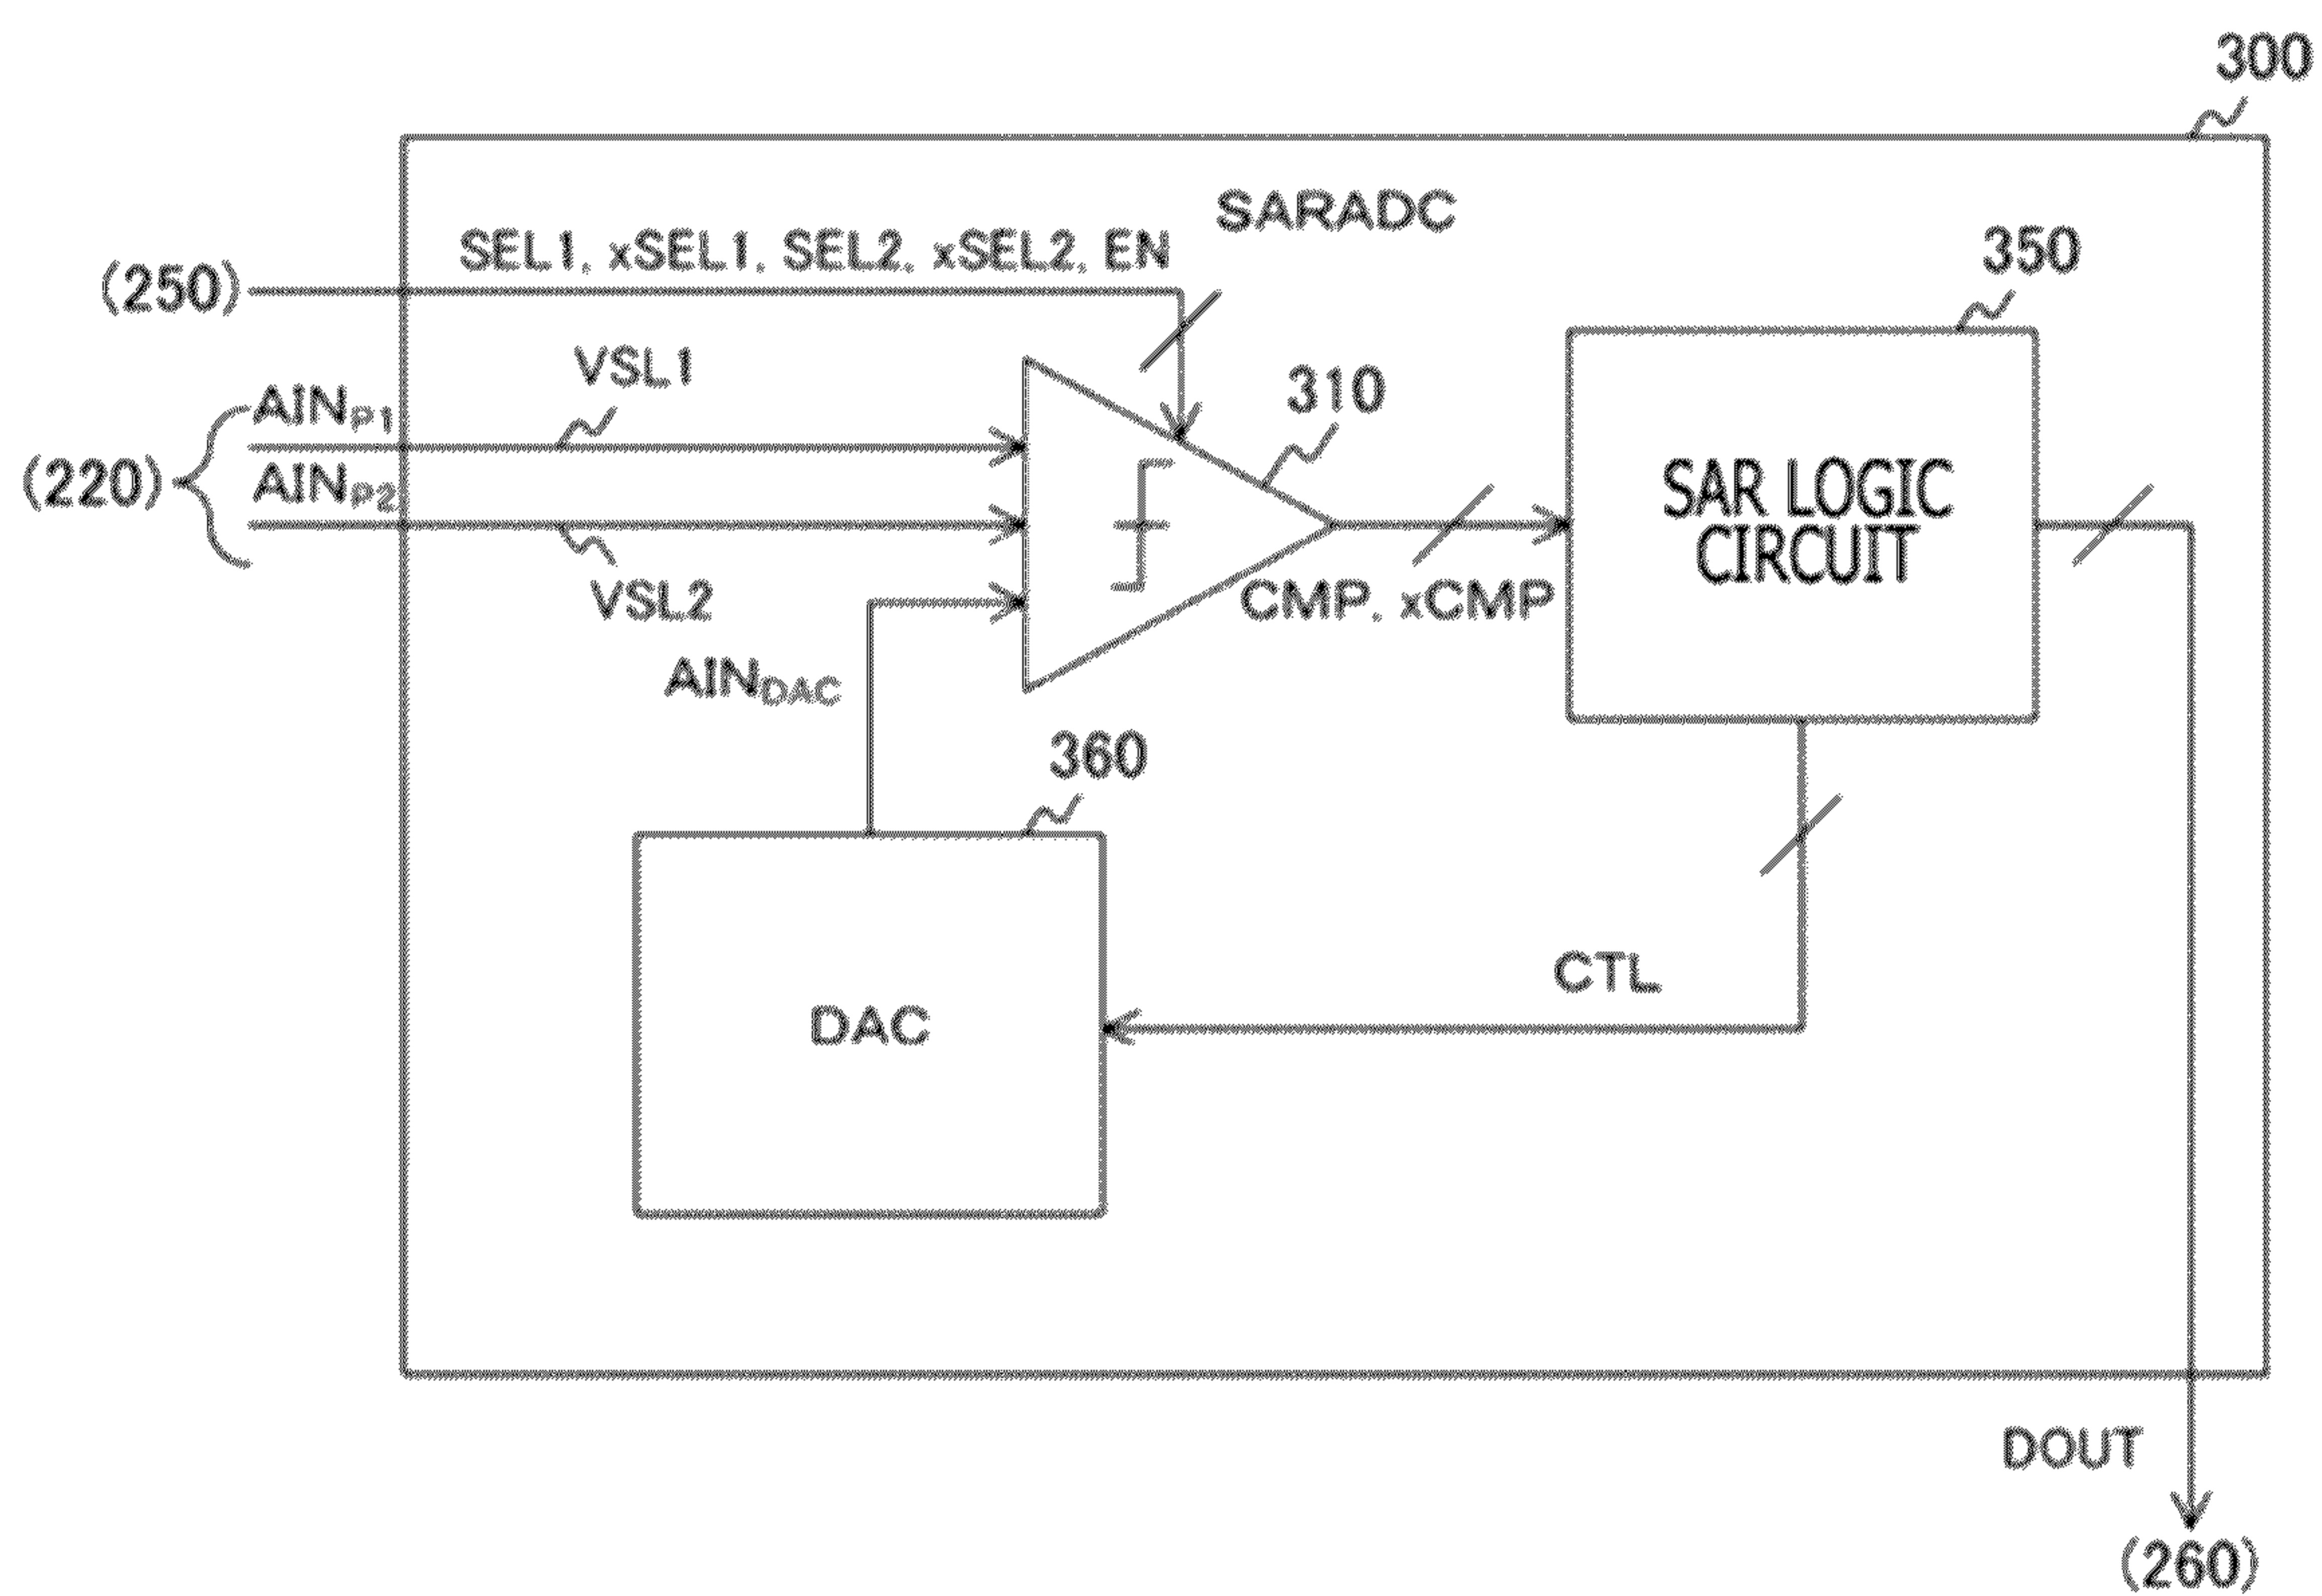 300
SARADC
SEL1, xSEL1, SEL2, xSEL2, EN
350
(250)
VSL1
310
AINP1
(220)
AINP2
SAR LOGIC
CIRCUIT
VSL2
CMP, xCMP
AINDAC
360
CTL
DAC
DOUT
(260)